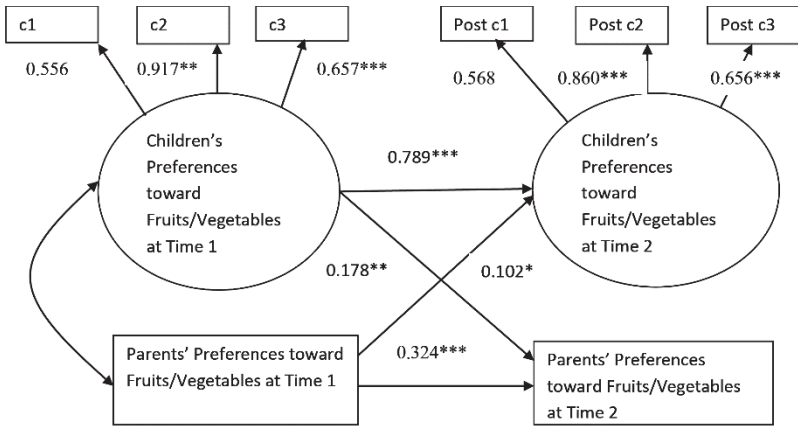 c1
c2
c3
Post c1
Post c2
Post c3
0.556
0.917**
0.657***
0.568
0.860***
0.656***
Children's
Preferences
toward
Fruits/Vegetables
at Time 1
0.789***
Children's
Preferences
toward
Fruits/Vegetables
at Time 2
0.178**
0.102*
Parents' Preferences toward
Fruits/Vegetables at Time 1
0.324***
Parents' Preferences
toward Fruits/Vegetables
at Time 2